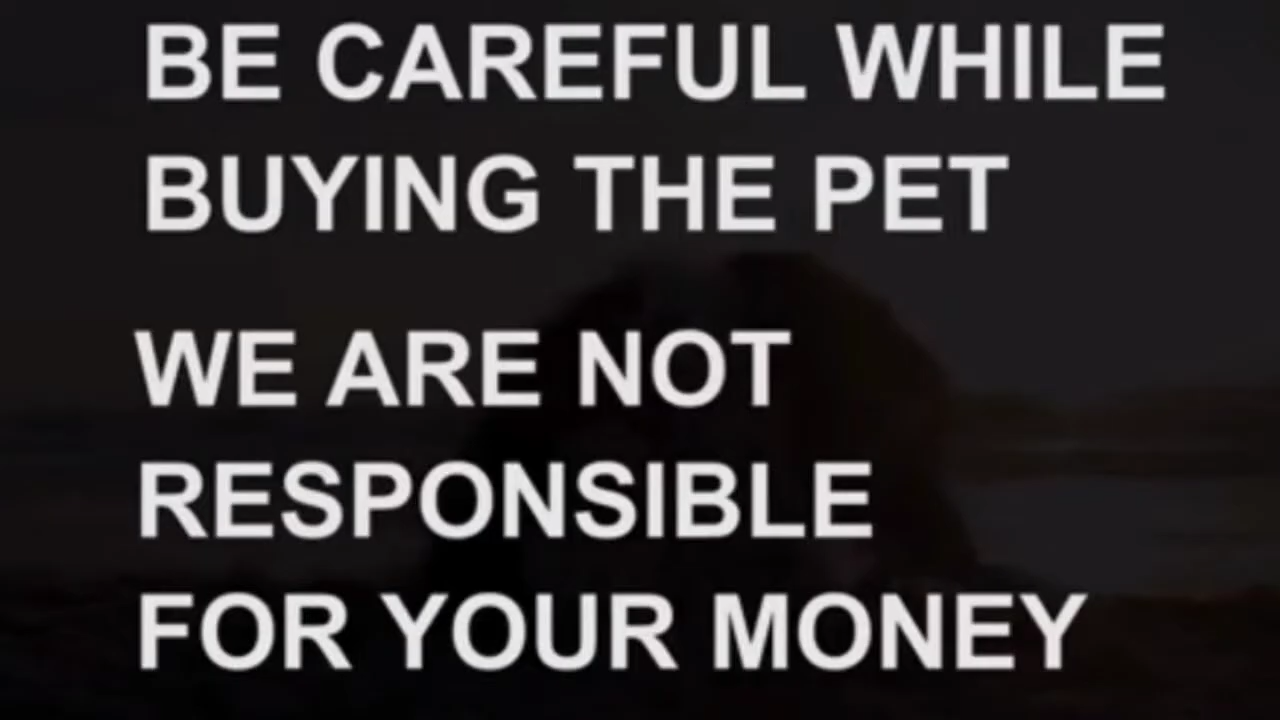 BE CAREFUL WHILE
BUYING THE PET
WE ARE NOT
RESPONSIBLE
FOR YOUR MONEY